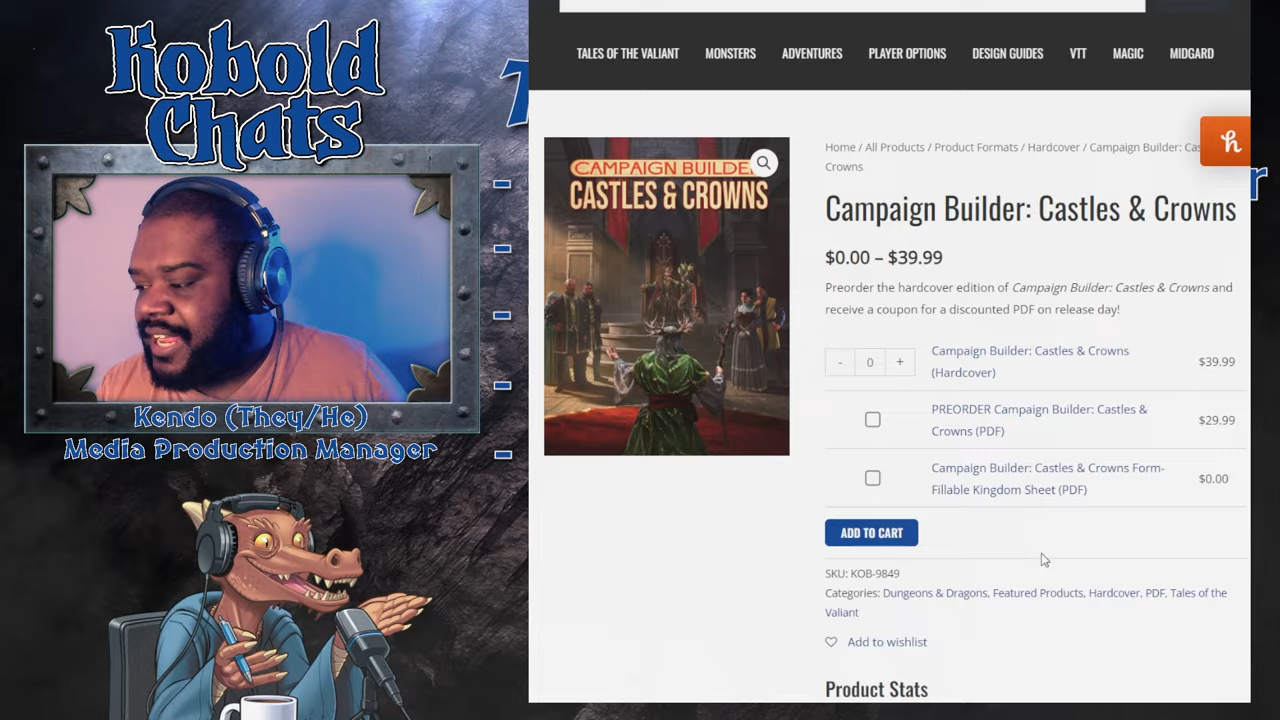 Kobold
Chats
Kendo (They/He)
Media Production Manager
TALES OF THE VALIANT
MONSTERS
ADVENTURES
PLAYER OPTIONS
DESIGN GUIDES
VTT
MAGIC
MIDGARD
CAMPAIGN BUILDER
CASTLES & CROWNS
Home / All Products / Product Formats / Hardcover / Campaign Builder:
Crowns
Campaign Builder: Castles & Crowns
$0.00 – $39.99
Preorder the hardcover edition of Campaign Builder: Castles & Crowns and
receive a coupon for a discounted PDF on release day!
- 0 +
Campaign Builder: Castles & Crowns
(Hardcover)
$39.99
PREORDER Campaign Builder: Castles &
Crowns (PDF)
$29.99
Campaign Builder: Castles & Crowns Form-
Fillable Kingdom Sheet (PDF)
$0.00
ADD TO CART
SKU: KOB-9849
Categories: Dungeons & Dragons, Featured Products, Hardcover, PDF, Tales of the
Valiant
Add to wishlist
Product Stats